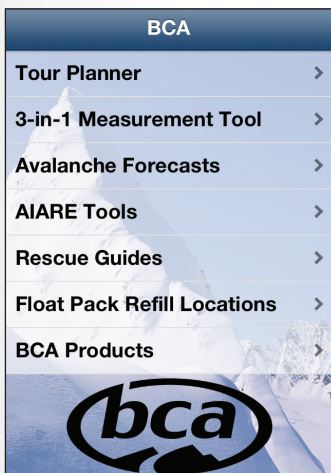 BCA
Tour Planner
3-in-1 Measurement Tool
Avalanche Forecasts
AIARE Tools
Rescue Guides
Float Pack Refill Locations
BCA Products
bca